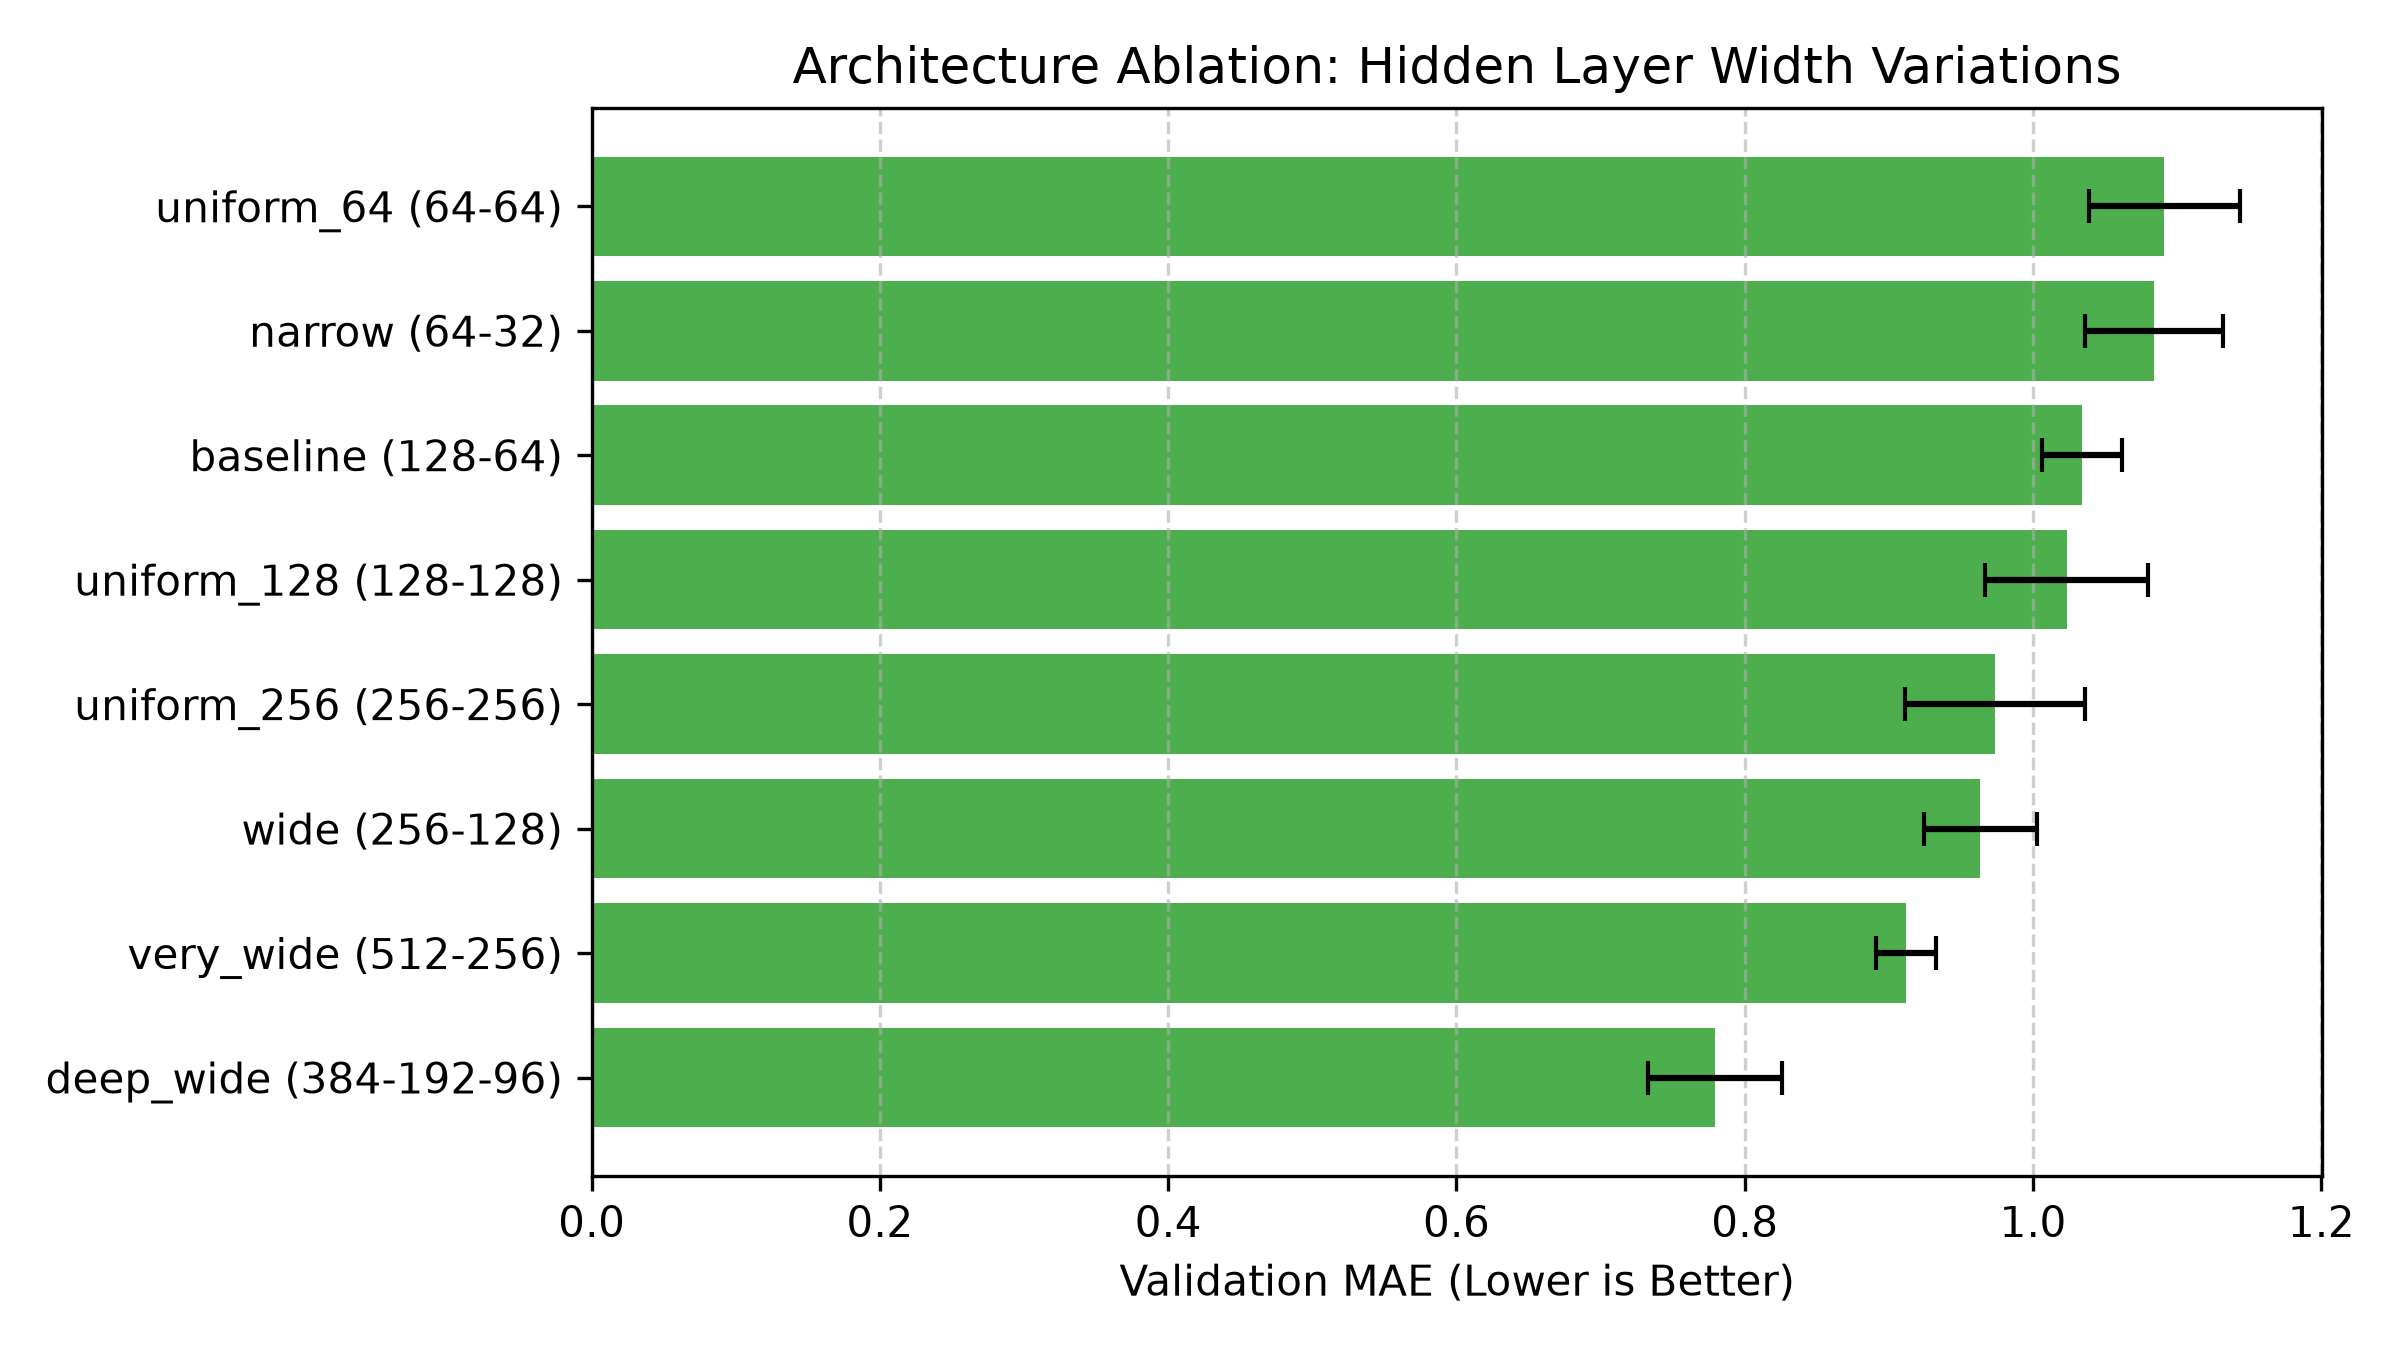 Architecture Ablation: Hidden Layer Width Variations
uniform_64 (64-64)
narrow (64-32)
baseline (128-64)
uniform_128 (128-128)
uniform_256 (256-256)
wide (256-128)
very_wide (512-256)
deep_wide (384-192-96)
0.0 0.2 0.4 0.6 0.8 1.0 1.2
Validation MAE (Lower is Better)